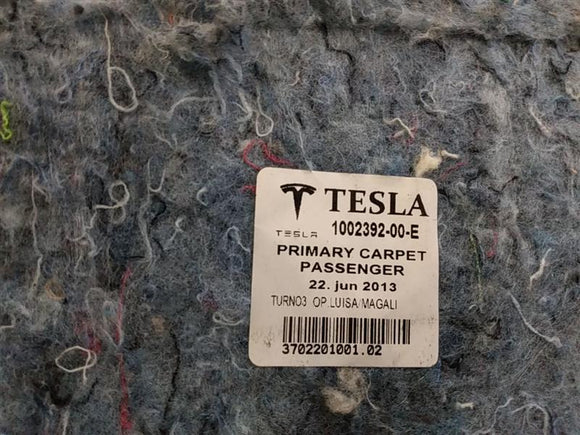 TESLA
TESLA 1002392-00-E
PRIMARY CARPET
PASSENGER
22. jun 2013
TURNO3 OP.LUISA/MAGALI
3702201001.02